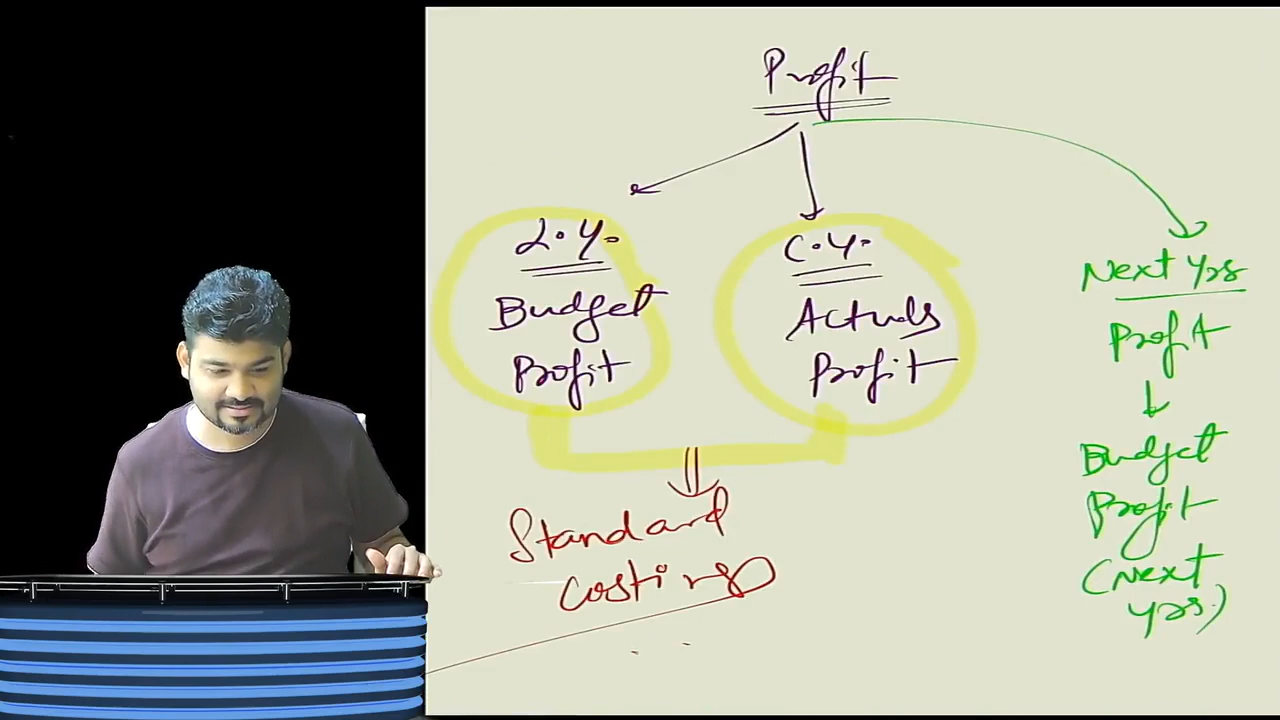 Profit
L.Y.
Budget
Profit
C.Y.
Actuals
Profit
Next Yrs
Profit
Budget
Profit
(Next
yrs.)
Standard
Costing